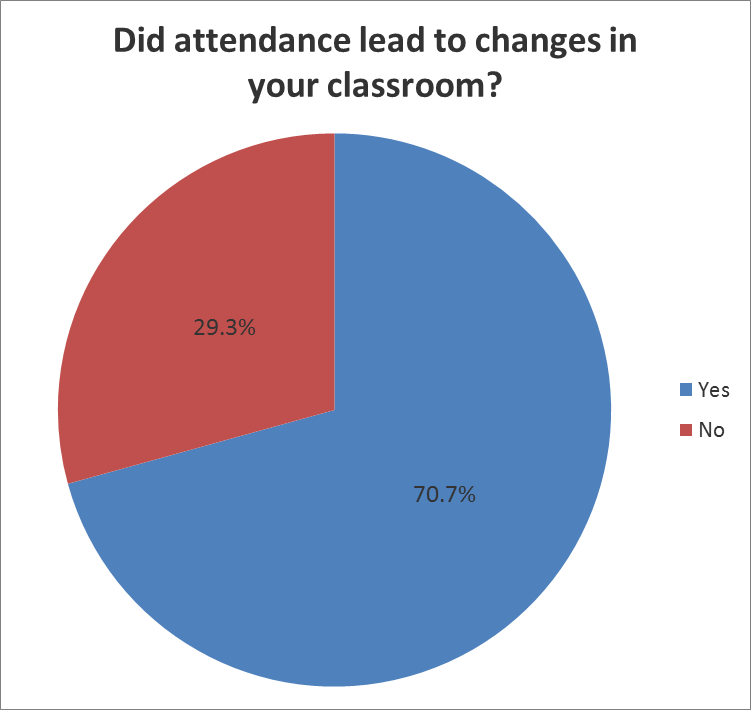 Did attendance lead to changes in
your classroom?
29.3%
Yes
No
70.7%